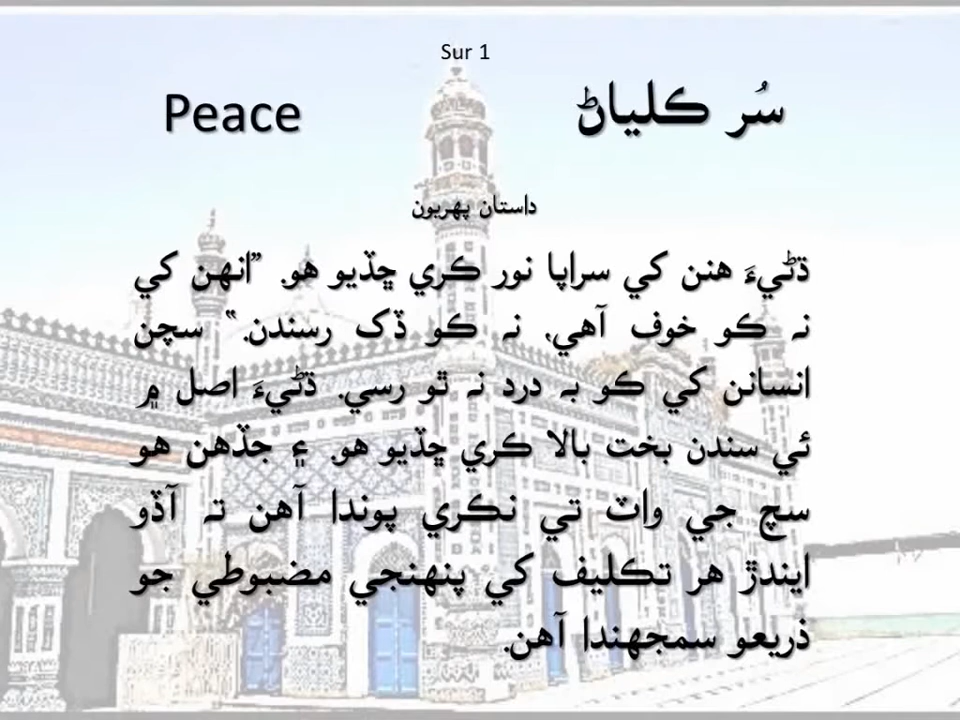 Sur 1
Peace
سُر ڪلياڻ
داستان پھريون
ڌڻيءَ هنن کي سراپا نور ڪري ڇڏيو هو. ”انهن کي
نہ ڪو خوف آهي، نہ ڪو ڏک رسندن.“ سچن
انسانن کي ڪو بہ درد نہ ٿو رسي. ڌڻيءَ اصل ۾
ئي سندن بخت بالا ڪري ڇڏيو هو. ۽ جڏهن هو
سچ جي واٽ تي نڪري پوندا آهن تہ آڏو
ايندڙ هر تڪليف کي پنهنجي مضبوطي جو
ذريعو سمجهندا آهن.